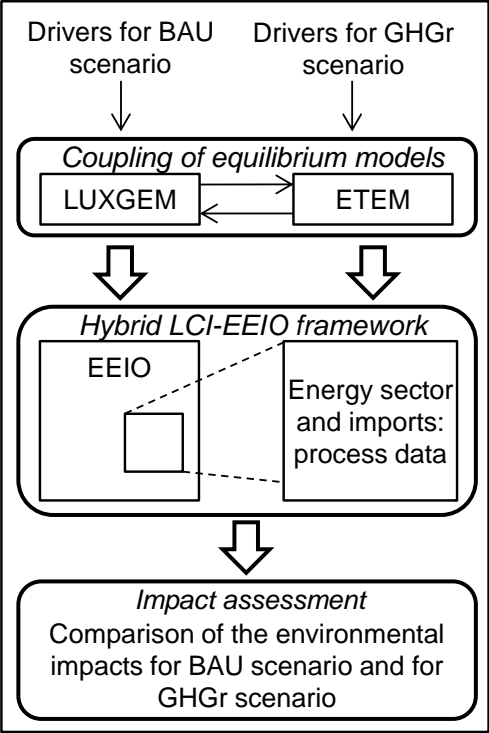 Drivers for BAU
scenario
Drivers for GHGr
scenario
Coupling of equilibrium models
LUXGEM
ETEM
Hybrid LCI-EEIO framework
EEIO
Energy sector
and imports:
process data
Impact assessment
Comparison of the environmental
impacts for BAU scenario and for
GHGr scenario